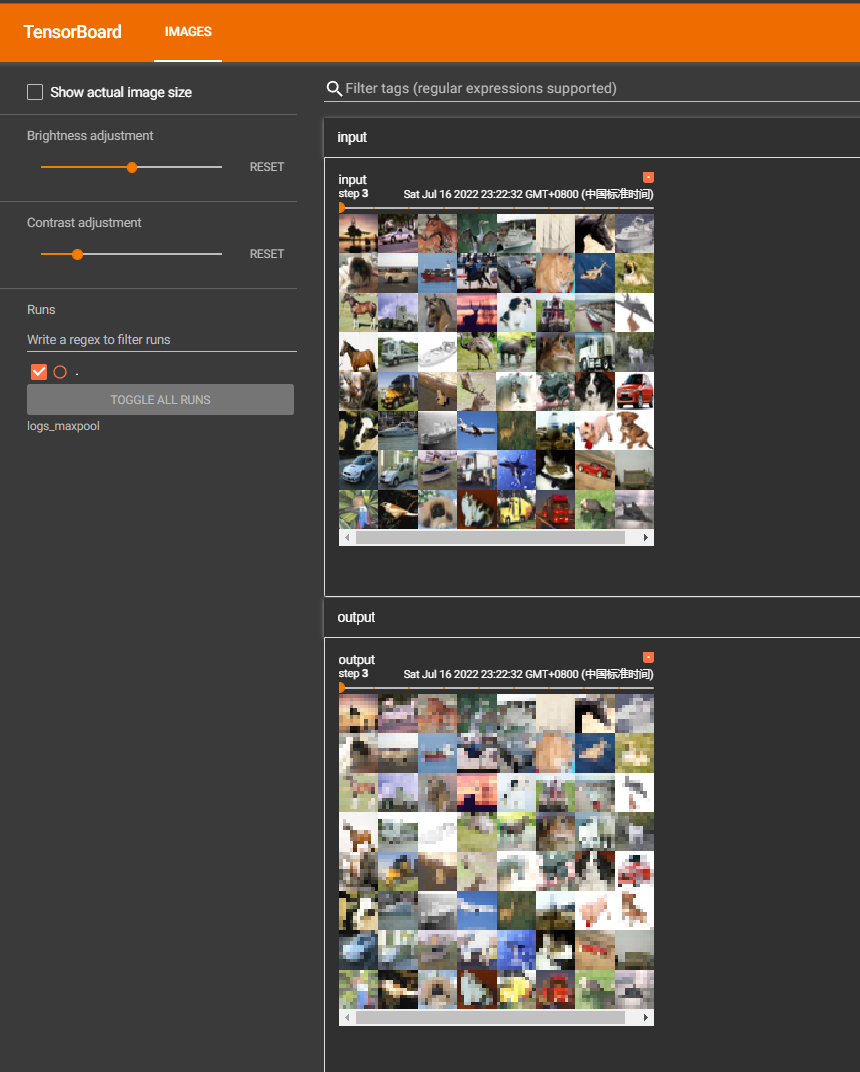 TensorBoard
IMAGES
Show actual image size
Brightness adjustment
RESET
Contrast adjustment
RESET
Runs
Write a regex to filter runs
.
TOGGLE ALL RUNS
logs_maxpool
Filter tags (regular expressions supported)
input
input
step 3 Sat Jul 16 2022 23:22:32 GMT+0800 (中国标准时间)
output
output
step 3 Sat Jul 16 2022 23:22:32 GMT+0800 (中国标准时间)